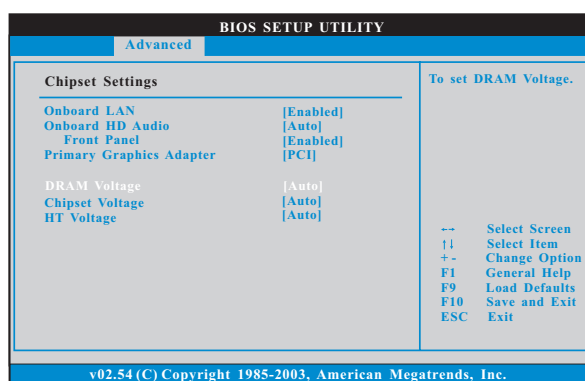 BIOS SETUP UTILITY
Advanced
Chipset Settings
Onboard LAN [Enabled]
Onboard HD Audio [Auto]
Front Panel [Enabled]
Primary Graphics Adapter [PCI]
DRAM Voltage [Auto]
Chipset Voltage [Auto]
HT Voltage [Auto]
To set DRAM Voltage.
←→ Select Screen
↑↓ Select Item
+ - Change Option
F1 General Help
F9 Load Defaults
F10 Save and Exit
ESC Exit
v02.54 (C) Copyright 1985-2003, American Megatrends, Inc.